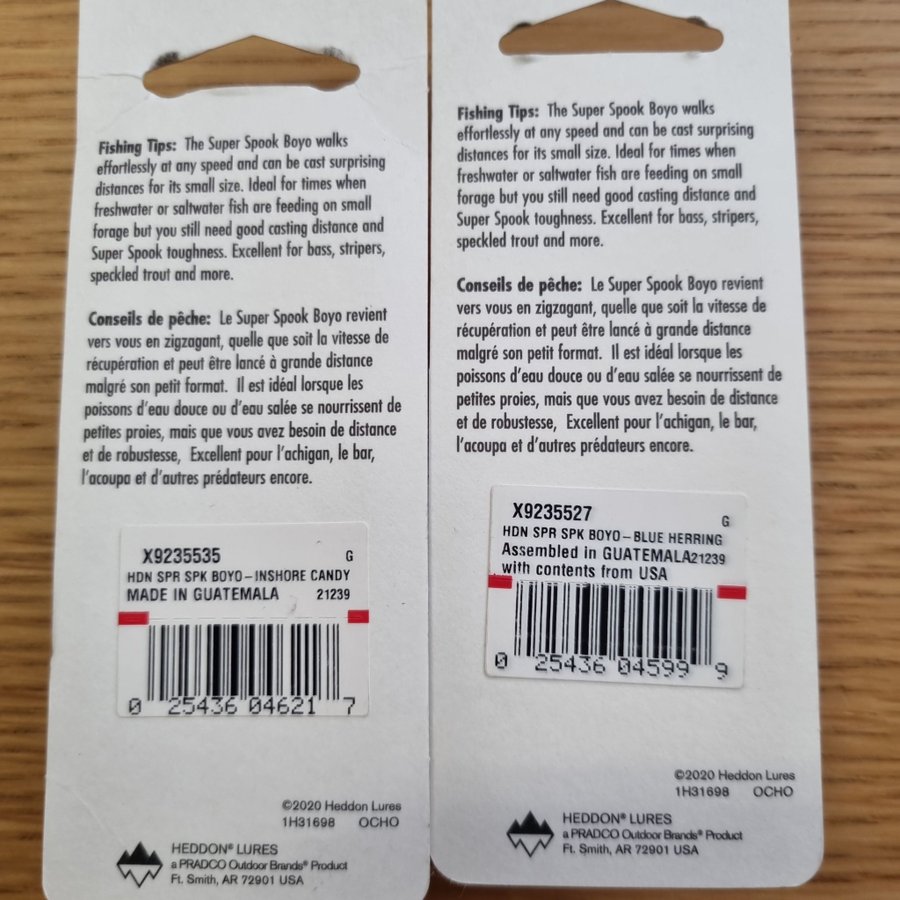 Fishing Tips: The Super Spook Boyo walks
effortlessly at any speed and can be cast surprising
distances for its small size. Ideal for times when
freshwater or saltwater fish are feeding on small
forage but you still need good casting distance and
Super Spook toughness. Excellent for bass, stripers,
speckled trout and more.
Conseils de pêche: Le Super Spook Boyo revient
vers vous en zigzagant, quelle que soit la vitesse de
récupération et peut être lancé à grande distance
malgré son petit format. Il est idéal lorsque les
poissons d'eau douce ou d'eau salée se nourrissent de
petites proies, mais que vous avez besoin de distance
et de robustesse, Excellent pour l'achigan, le bar,
l'acoupa et d'autres prédateurs encore.
X9235535 G
HDN SPR SPK BOYO-INSHORE CANDY
MADE IN GUATEMALA 21239
0 25436 04621 7
©2020 Heddon Lures
1H31698 OCHO
HEDDON® LURES
a PRADCO Outdoor Brands® Product
Ft. Smith, AR 72901 USA
Fishing Tips: The Super Spook Boyo walks
effortlessly at any speed and can be cast surprising
distances for its small size. Ideal for times when
freshwater or saltwater fish are feeding on small
forage but you still need good casting distance and
Super Spook toughness. Excellent for bass, stripers,
speckled trout and more.
Conseils de pêche: Le Super Spook Boyo revient
vers vous en zigzagant, quelle que soit la vitesse de
récupération et peut être lancé à grande distance
malgré son petit format. Il est idéal lorsque les
poissons d'eau douce ou d'eau salée se nourrissent de
petites proies, mais que vous avez besoin de distance
et de robustesse, Excellent pour l'achigan, le bar,
l'acoupa et d'autres prédateurs encore.
X9235527 G
HDN SPR SPK BOYO-BLUE HERRING
Assembled in GUATEMALA 21239
with contents from USA
0 25436 04599 9
©2020 Heddon Lures
1H31698 OCHO
HEDDON® LURES
a PRADCO Outdoor Brands® Product
Ft. Smith, AR 72901 USA